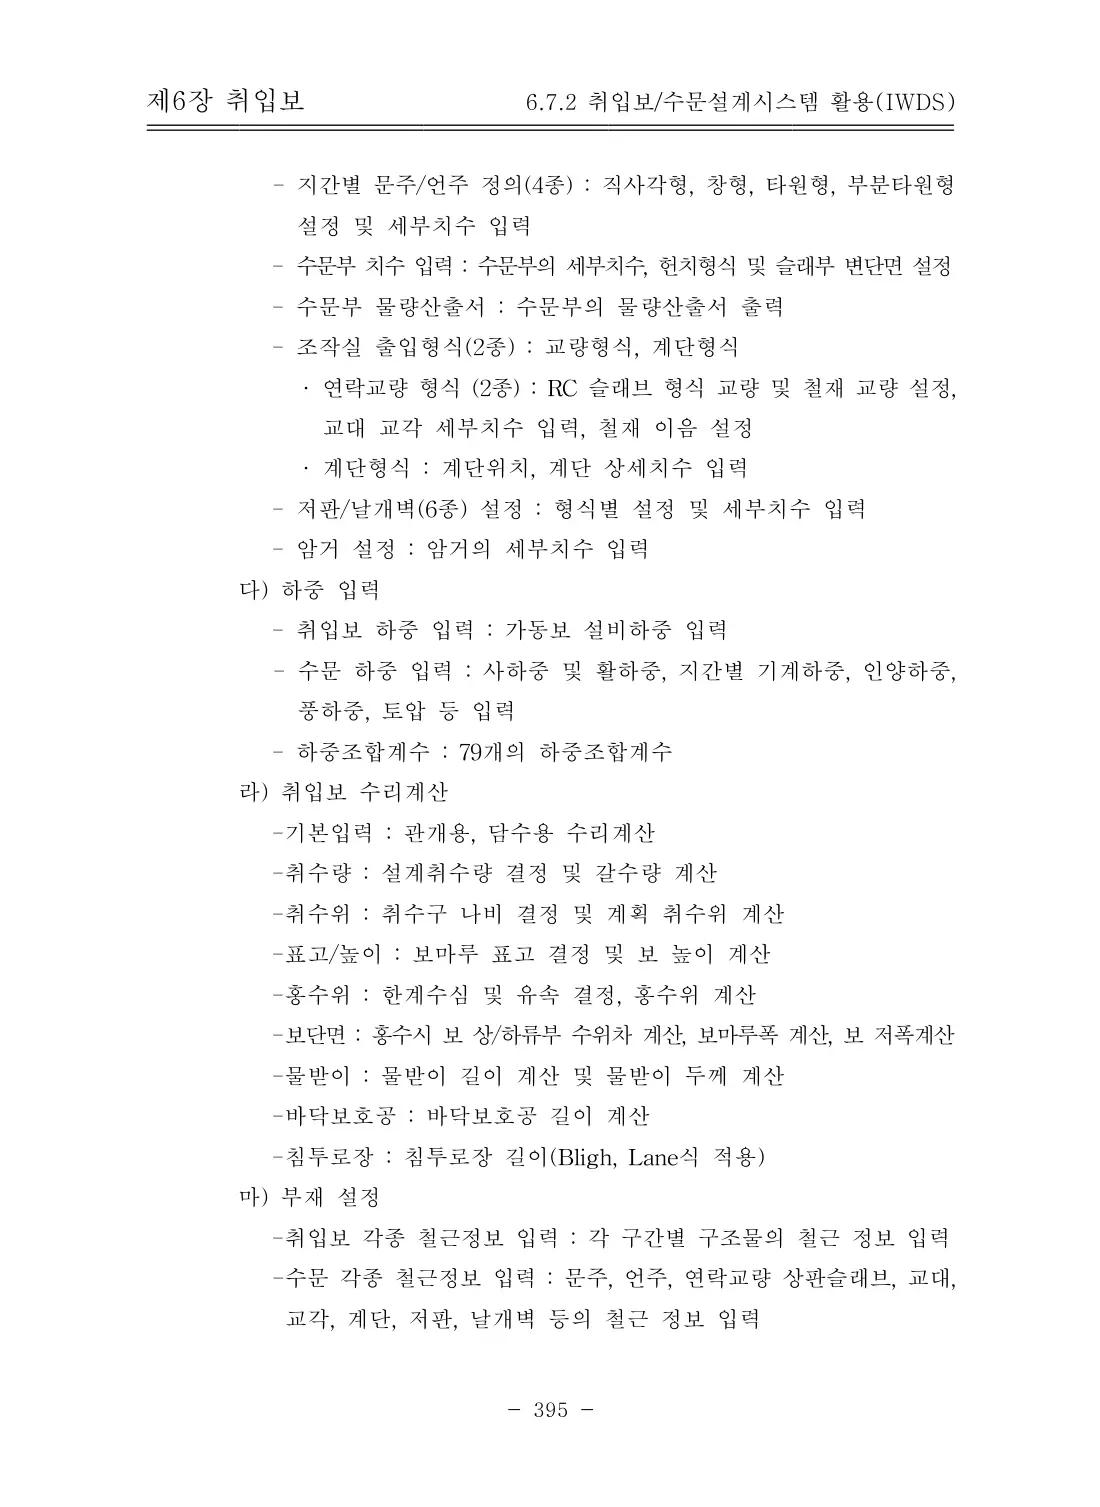 제6장 취입보 6.7.2 취입보/수문설계시스템 활용(IWDS)
- 지간별 문주/언주 정의(4종) : 직사각형, 창형, 타원형, 부분타원형
설정 및 세부치수 입력
- 수문부 치수 입력 : 수문부의 세부치수, 헌치형식 및 슬래부 변단면 설정
- 수문부 물량산출서 : 수문부의 물량산출서 출력
- 조작실 출입형식(2종) : 교량형식, 계단형식
· 연락교량 형식 (2종) : RC 슬래브 형식 교량 및 철재 교량 설정,
교대 교각 세부치수 입력, 철재 이음 설정
· 계단형식 : 계단위치, 계단 상세치수 입력
- 저판/날개벽(6종) 설정 : 형식별 설정 및 세부치수 입력
- 암거 설정 : 암거의 세부치수 입력
다) 하중 입력
- 취입보 하중 입력 : 가동보 설비하중 입력
- 수문 하중 입력 : 사하중 및 활하중, 지간별 기계하중, 인양하중,
풍하중, 토압 등 입력
- 하중조합계수 : 79개의 하중조합계수
라) 취입보 수리계산
-기본입력 : 관개용, 담수용 수리계산
-취수량 : 설계취수량 결정 및 갈수량 계산
-취수위 : 취수구 나비 결정 및 계획 취수위 계산
-표고/높이 : 보마루 표고 결정 및 보 높이 계산
-홍수위 : 한계수심 및 유속 결정, 홍수위 계산
-보단면 : 홍수시 보 상/하류부 수위차 계산, 보마루폭 계산, 보 저폭계산
-물받이 : 물받이 길이 계산 및 물받이 두께 계산
-바닥보호공 : 바닥보호공 길이 계산
-침투로장 : 침투로장 길이(Bligh, Lane식 적용)
마) 부재 설정
-취입보 각종 철근정보 입력 : 각 구간별 구조물의 철근 정보 입력
-수문 각종 철근정보 입력 : 문주, 언주, 연락교량 상판슬래브, 교대,
교각, 계단, 저판, 날개벽 등의 철근 정보 입력
- 395 -